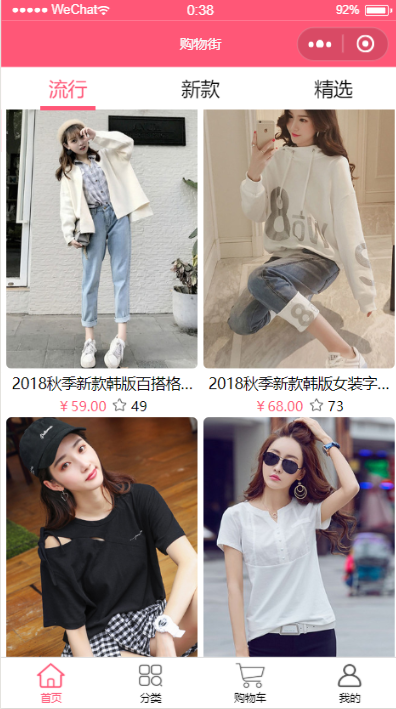 WeChat 0:38 92%
购物街
流行 新款 精选
2018秋季新款韩版百搭格... 2018秋季新款韩版女装字...
¥ 59.00 49 ¥ 68.00 73
首页 分类 购物车 我的